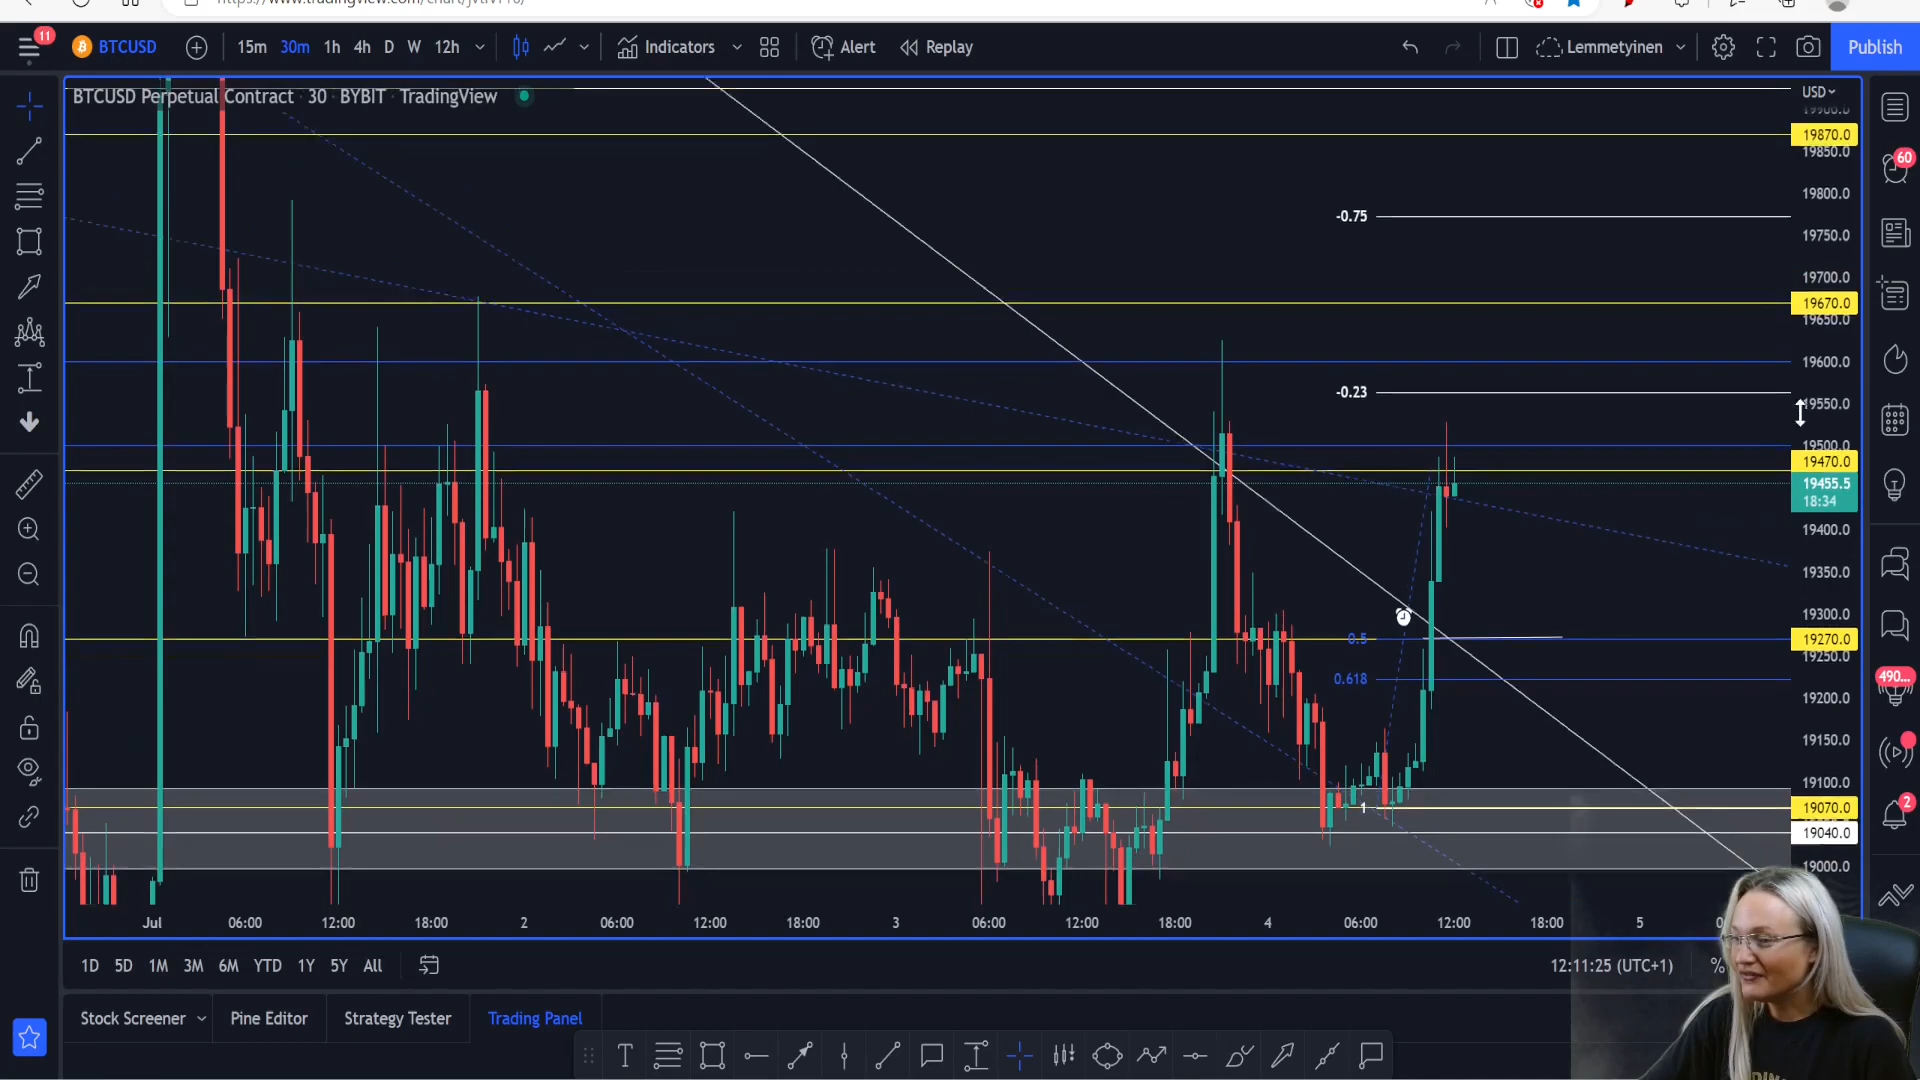 11
BTCUSD
15m 30m 1h 4h D W 12h
Indicators
Alert
Replay
Lemmetyinen
Publish
BTCUSD Perpetual Contract · 30 · BYBIT · TradingView
USD
19870.0
19850.0
60
19800.0
-0.75
19750.0
19700.0
19670.0
19650.0
19600.0
-0.23
19550.0
19500.0
19470.0
19455.5
18:34
19400.0
19350.0
19300.0
0.5
19270.0
19250.0
0.618
490...
19200.0
19150.0
19100.0
1
19070.0
2
19040.0
19000.0
Jul 06:00 12:00 18:00 2 06:00 12:00 18:00 3 06:00 12:00 18:00 4 06:00 12:00 18:00 5
1D 5D 1M 3M 6M YTD 1Y 5Y All
12:11:25 (UTC+1) %
Stock Screener Pine Editor Strategy Tester Trading Panel